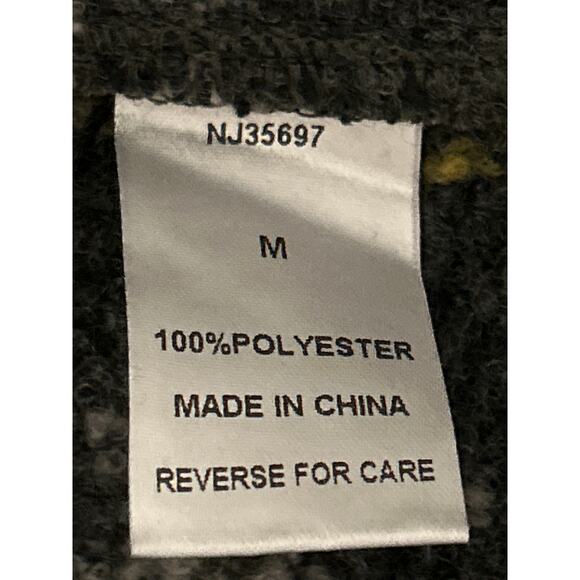 NJ35697
M
100%POLYESTER
MADE IN CHINA
REVERSE FOR CARE